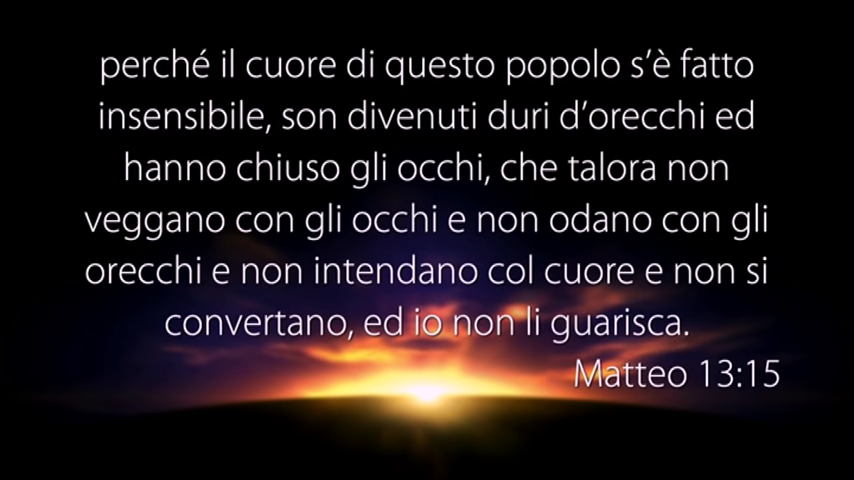 perché il cuore di questo popolo s’è fatto
insensibile, son divenuti duri d’orecchi ed
hanno chiuso gli occhi, che talora non
veggano con gli occhi e non odano con gli
orecchi e non intendano col cuore e non si
convertano, ed io non li guarisca.
Matteo 13:15